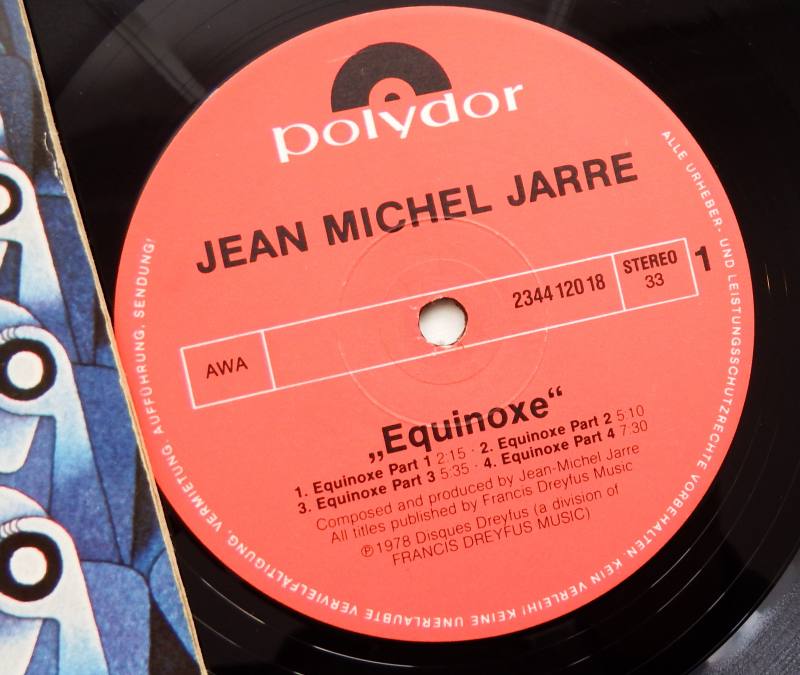 polydor
JEAN MICHEL JARRE
AWA
2344 120 18
STEREO
33
1
„Equinoxe“
1. Equinoxe Part 1 2:15 · 2. Equinoxe Part 2 5:10
3. Equinoxe Part 3 5:35 · 4. Equinoxe Part 4 7:30
Composed and produced by Jean-Michel Jarre
All titles published by Francis Dreyfus Music
℗1978 Disques Dreyfus (a division of
FRANCIS DREYFUS MUSIC)
ALLE URHEBER- UND LEISTUNGSSCHUTZRECHTE VORBEHALTEN. KEIN VERLEIH! KEINE UNERLAUBTE VERVIELFÄLTIGUNG, VERMIETUNG, AUFFÜHRUNG, SENDUNG!